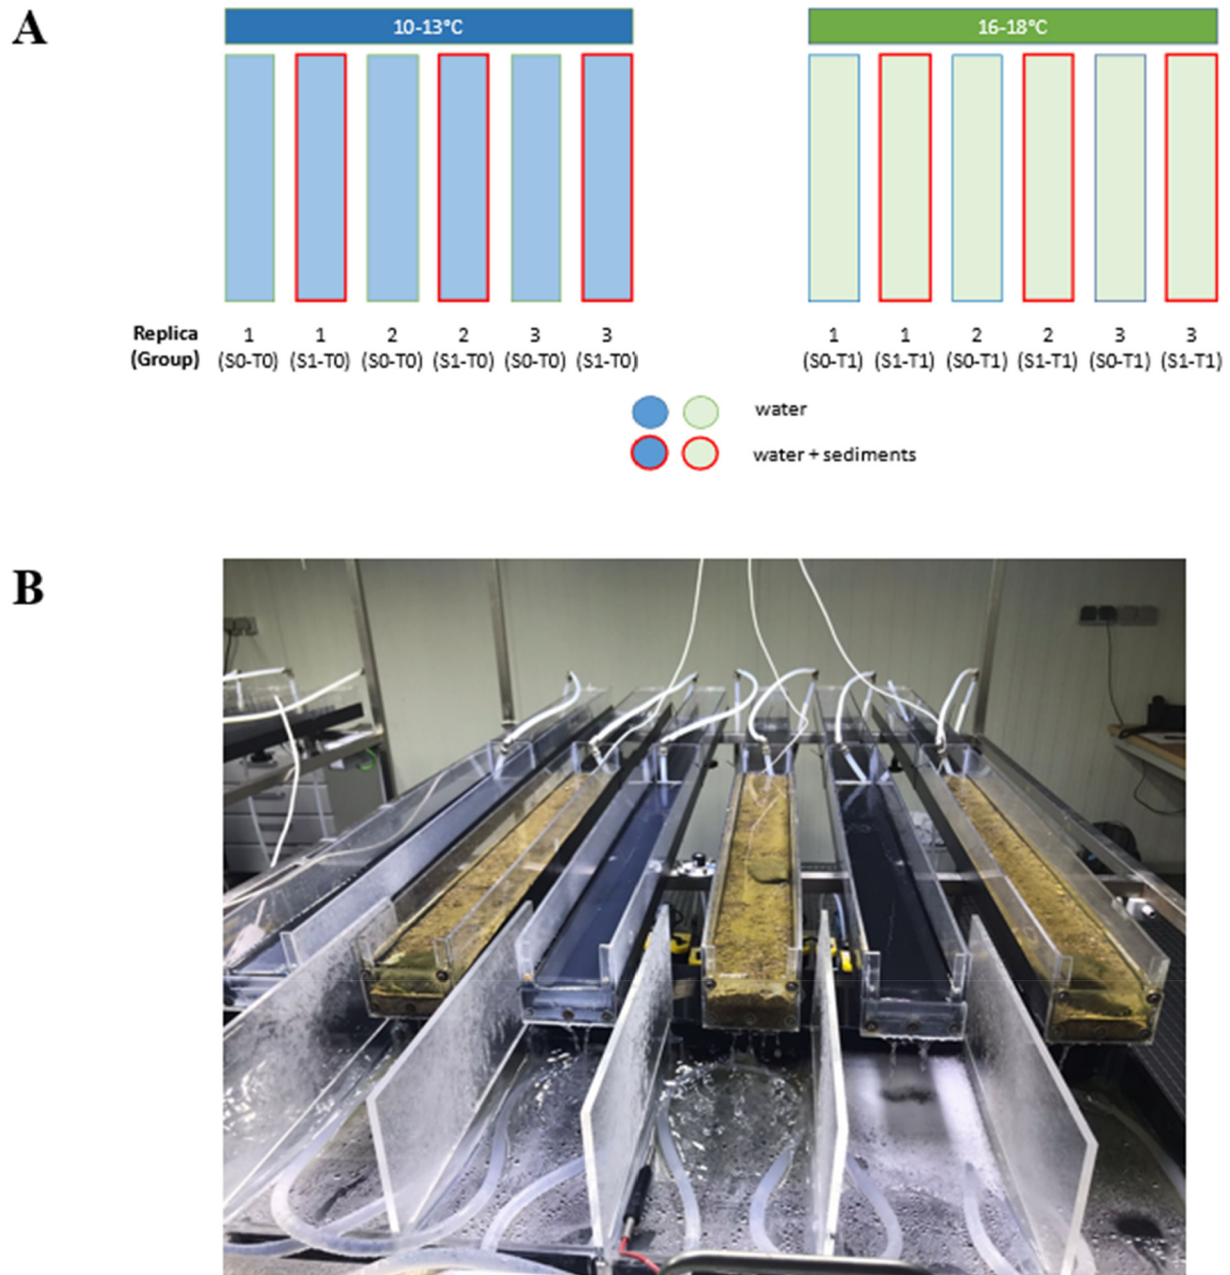 A
10-13°C
16-18°C
Replica
(Group)
1 1 2 2 3 3
(S0-T0) (S1-T0) (S0-T0) (S1-T0) (S0-T0) (S1-T0)
1 1 2 2 3 3
(S0-T1) (S1-T1) (S0-T1) (S1-T1) (S0-T1) (S1-T1)
water
water + sediments
B